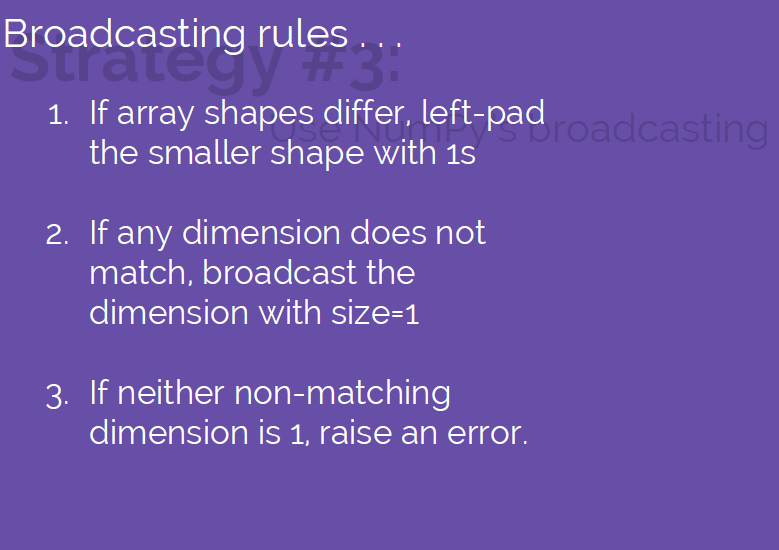 Broadcasting rules . . .
Strategy #3:
1. If array shapes differ, left-pad
Use NumPy's broadcasting
the smaller shape with 1s
2. If any dimension does not
match, broadcast the
dimension with size=1
3. If neither non-matching
dimension is 1, raise an error.